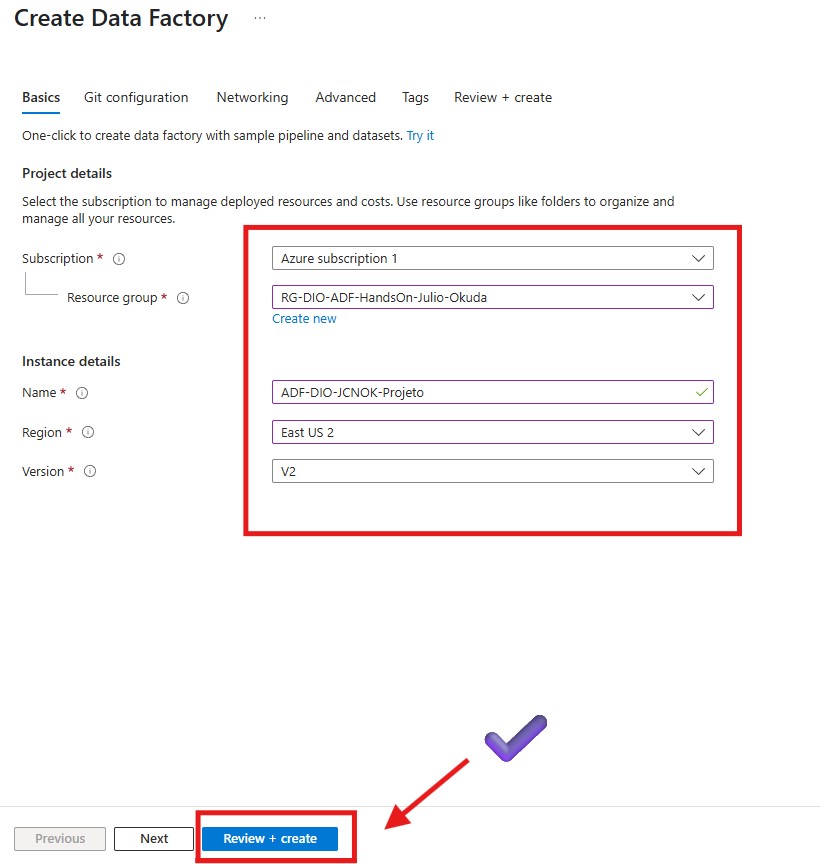 Create Data Factory ...
Basics Git configuration Networking Advanced Tags Review + create
One-click to create data factory with sample pipeline and datasets. Try it
Project details
Select the subscription to manage deployed resources and costs. Use resource groups like folders to organize and
manage all your resources.
Subscription * Azure subscription 1
Resource group * RG-DIO-ADF-HandsOn-Julio-Okuda
Create new
Instance details
Name * ADF-DIO-JCNOK-Projeto
Region * East US 2
Version * V2
Previous Next Review + create